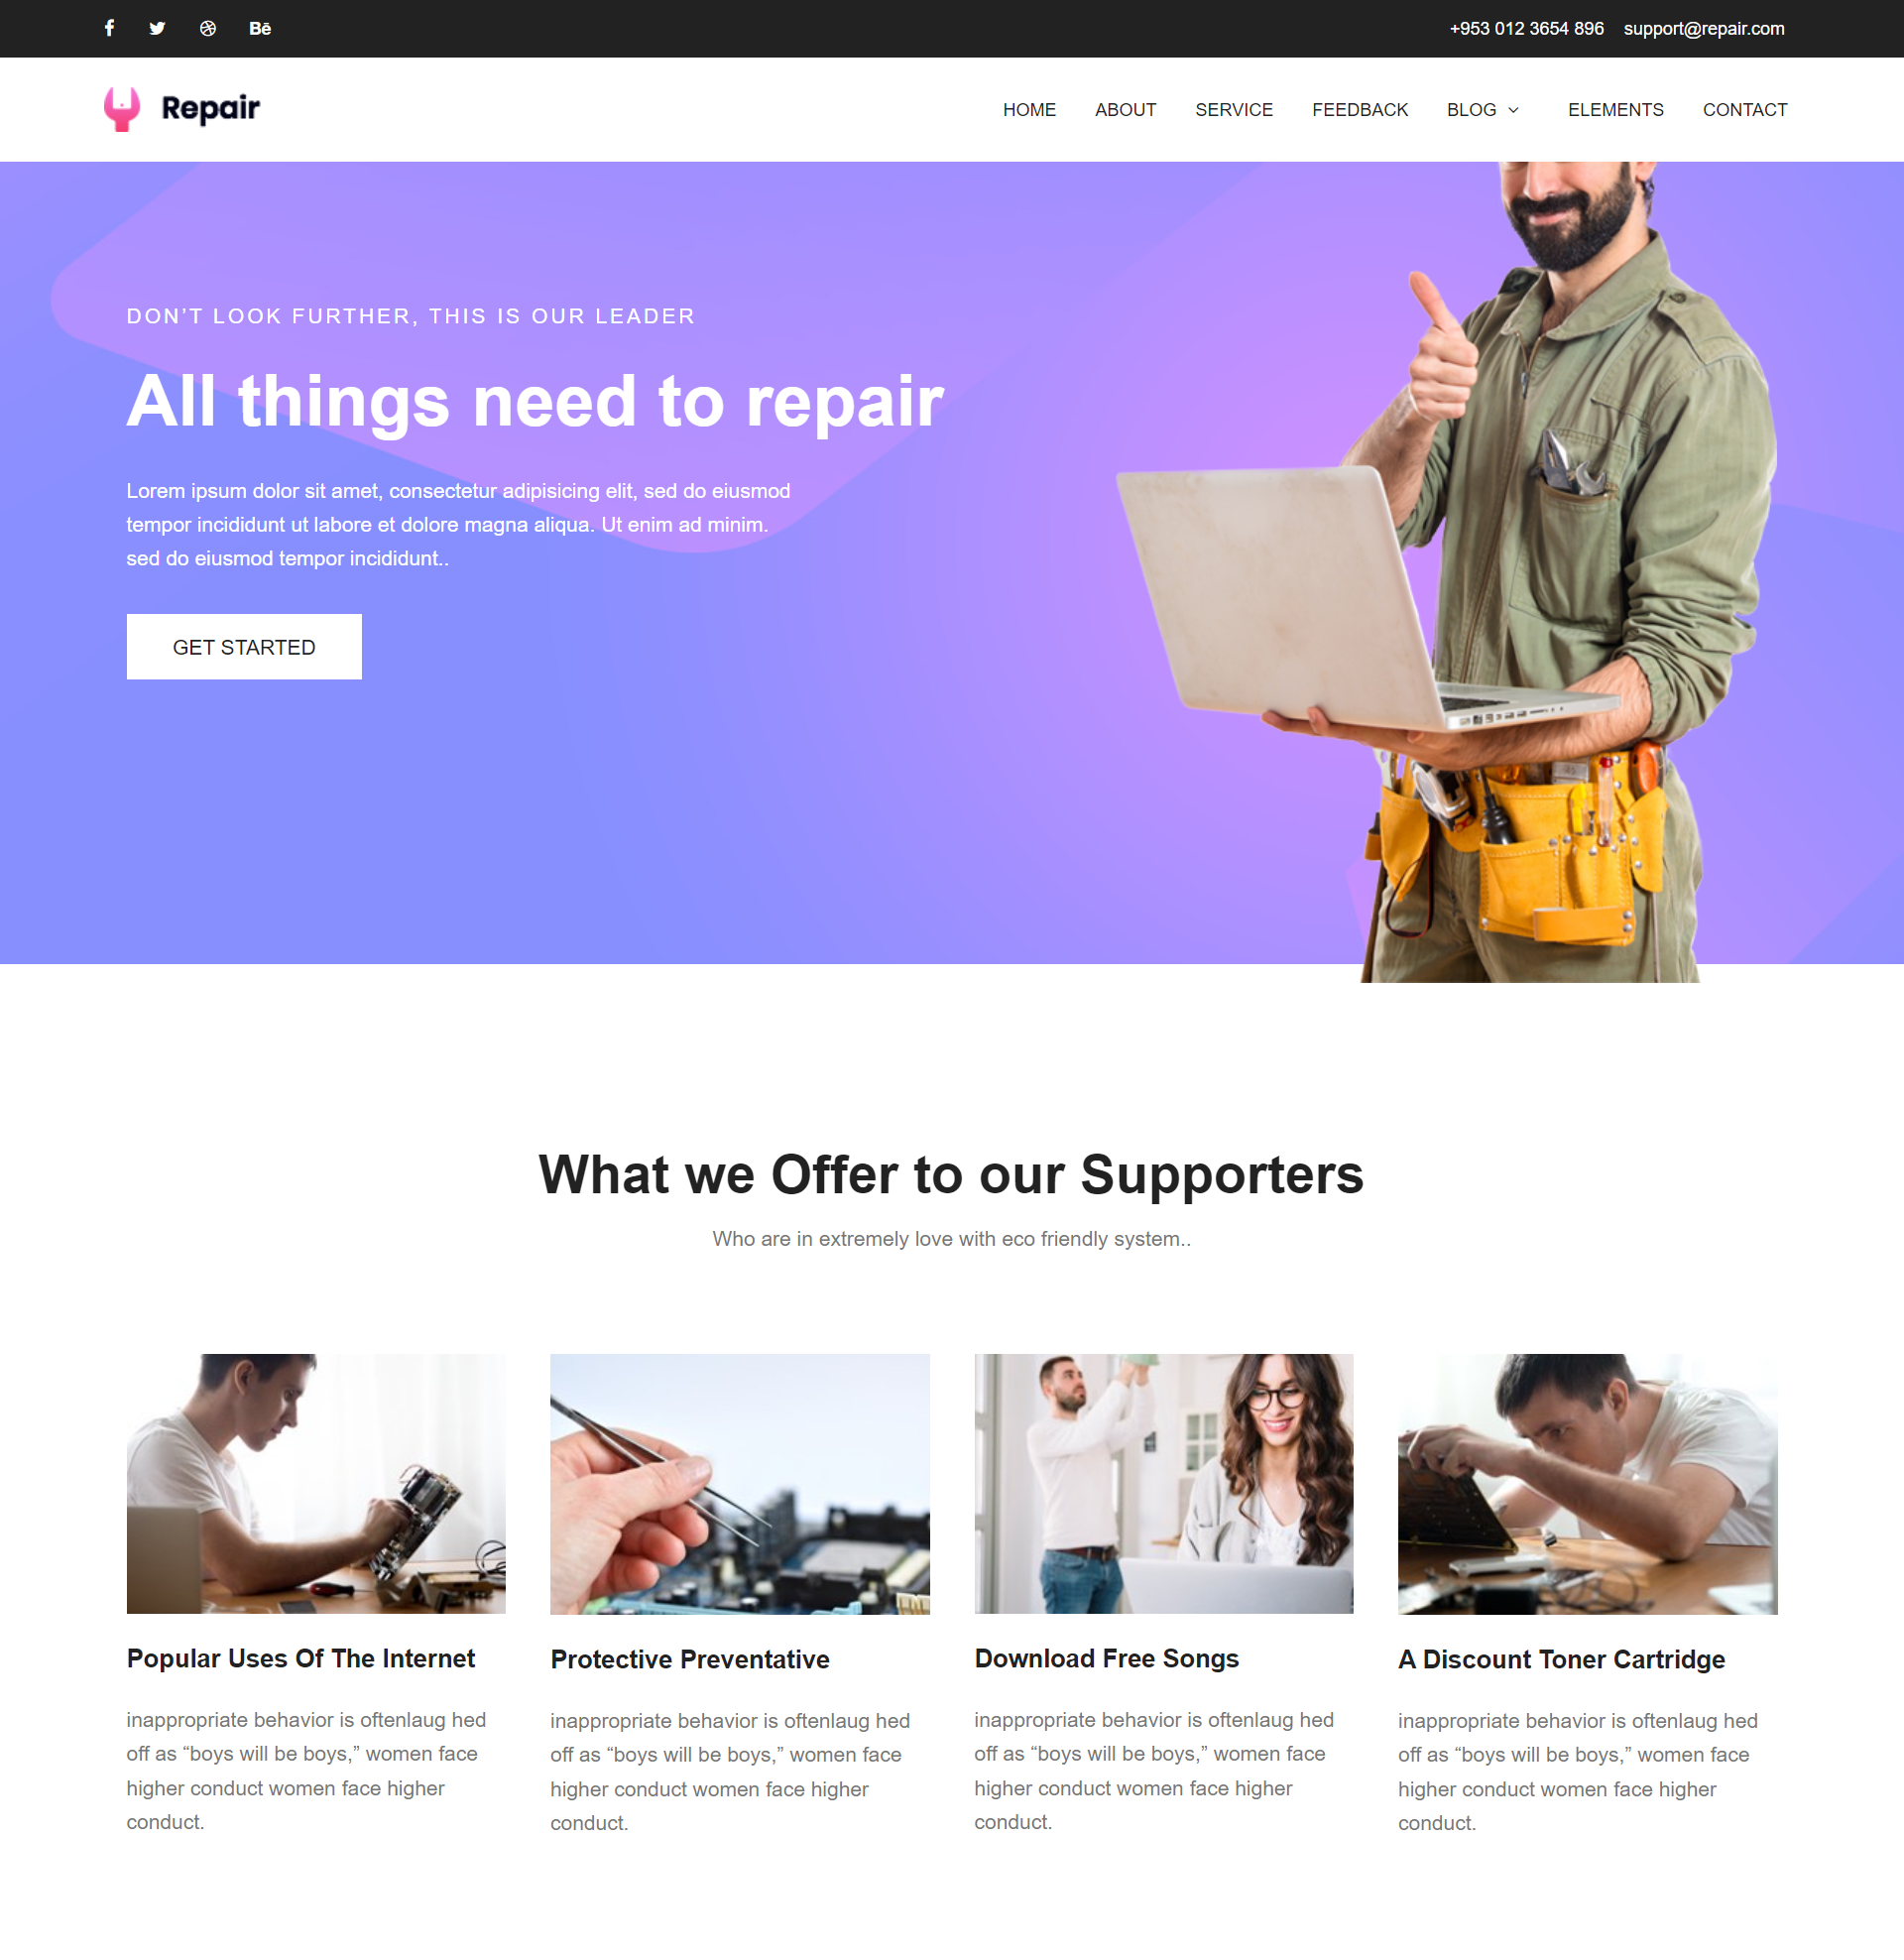 Bē
+953 012 3654 896 support@repair.com
Repair
HOME ABOUT SERVICE FEEDBACK BLOG ELEMENTS CONTACT
DON’T LOOK FURTHER, THIS IS OUR LEADER
All things need to repair
Lorem ipsum dolor sit amet, consectetur adipisicing elit, sed do eiusmod
tempor incididunt ut labore et dolore magna aliqua. Ut enim ad minim.
sed do eiusmod tempor incididunt..
GET STARTED
What we Offer to our Supporters
Who are in extremely love with eco friendly system..
Popular Uses Of The Internet
inappropriate behavior is oftenlaug hed
off as “boys will be boys,” women face
higher conduct women face higher
conduct.
Protective Preventative
inappropriate behavior is oftenlaug hed
off as “boys will be boys,” women face
higher conduct women face higher
conduct.
Download Free Songs
inappropriate behavior is oftenlaug hed
off as “boys will be boys,” women face
higher conduct women face higher
conduct.
A Discount Toner Cartridge
inappropriate behavior is oftenlaug hed
off as “boys will be boys,” women face
higher conduct women face higher
conduct.